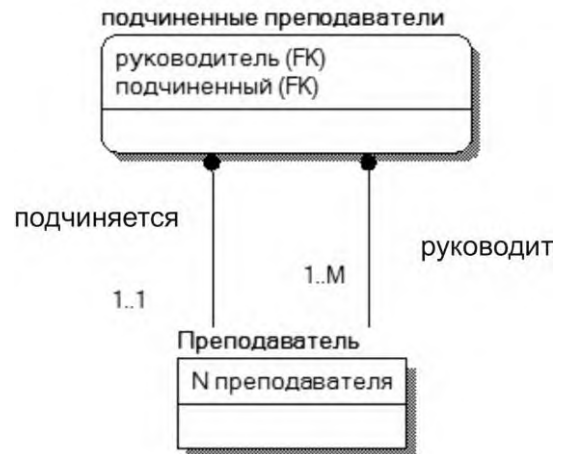 подчиненные преподаватели
руководитель (FK)
подчиненный (FK)
подчиняется
руководит
1..M
1..1
Преподаватель
N преподавателя